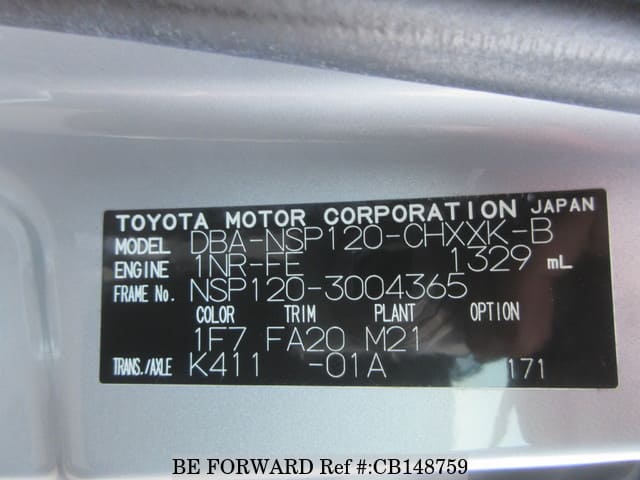 TOYOTA MOTOR CORPORATION JAPAN
MODEL DBA-NSP120-CHXXK-B
ENGINE 1NR-FE 1329 mL
FRAME No. NSP120-3004365
COLOR TRIM PLANT OPTION
1F7 FA20 M21
TRANS./AXLE K411 -01A 171
BE FORWARD Ref #:CB148759